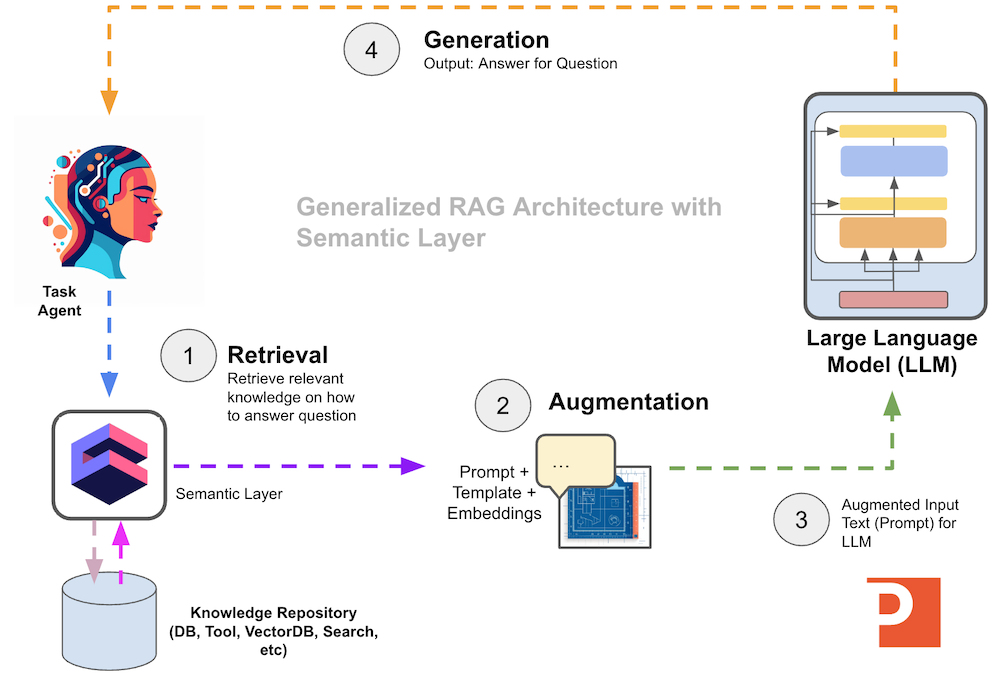 4
Generation
Output: Answer for Question
Generalized RAG Architecture with
Semantic Layer
Task
Agent
Large Language
Model (LLM)
1
Retrieval
Retrieve relevant
knowledge on how
to answer question
2
Augmentation
...
Prompt +
Template +
Embeddings
Semantic Layer
3
Augmented Input
Text (Prompt) for
LLM
Knowledge Repository
(DB, Tool, VectorDB, Search,
etc)